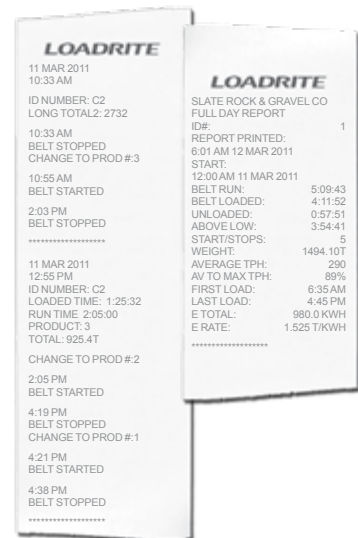 LOADRITE
11 MAR 2011
10:33 AM
ID NUMBER: C2
LONG TOTAL2: 2732
10:33 AM
BELT STOPPED
CHANGE TO PROD #:3
10:55 AM
BELT STARTED
2:03 PM
BELT STOPPED
*******************
11 MAR 2011
12:55 PM
ID NUMBER: C2
LOADED TIME: 1:25:32
RUN TIME 2:05:00
PRODUCT: 3
TOTAL: 925.4T
CHANGE TO PROD #:2
2:05 PM
BELT STARTED
4:19 PM
BELT STOPPED
CHANGE TO PROD #:1
4:21 PM
BELT STARTED
4:38 PM
BELT STOPPED
*******************
LOADRITE
SLATE ROCK & GRAVEL CO
FULL DAY REPORT
ID#: 1
REPORT PRINTED:
6:01 AM 12 MAR 2011
START:
12:00 AM 11 MAR 2011
BELT RUN: 5:09:43
BELT LOADED: 4:11:52
UNLOADED: 0:57:51
ABOVE LOW: 3:54:41
START/STOPS: 5
WEIGHT: 1494.10T
AVERAGE TPH: 290
AV TO MAX TPH: 89%
FIRST LOAD: 6:35 AM
LAST LOAD: 4:45 PM
E TOTAL: 980.0 KWH
E RATE: 1.525 T/KWH
*******************